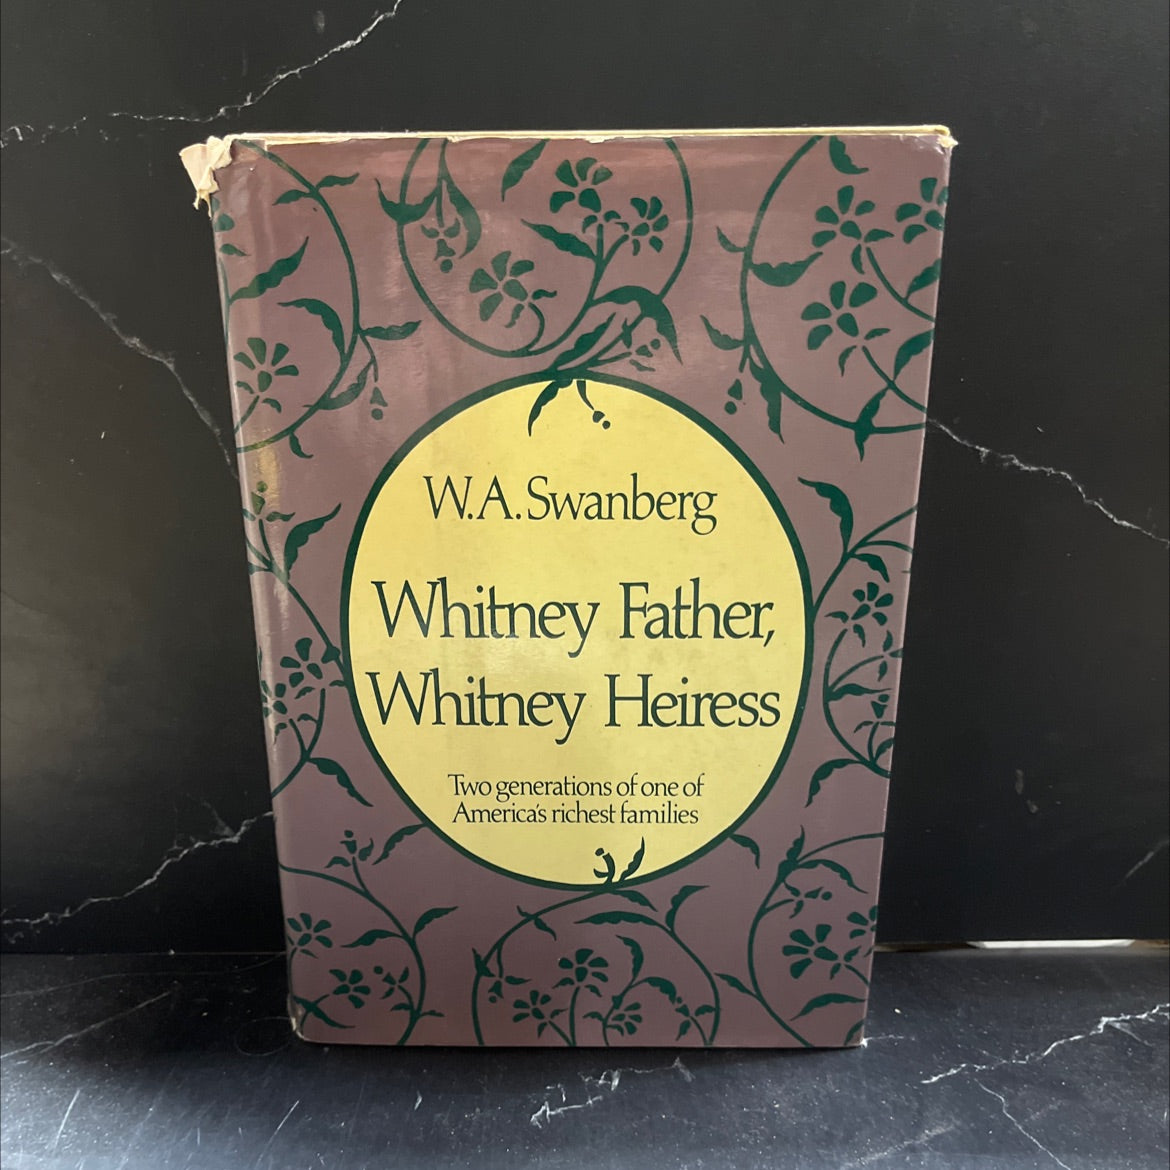 W.A. Swanberg
Whitney Father,
Whitney Heiress
Two generations of one of
America's richest families